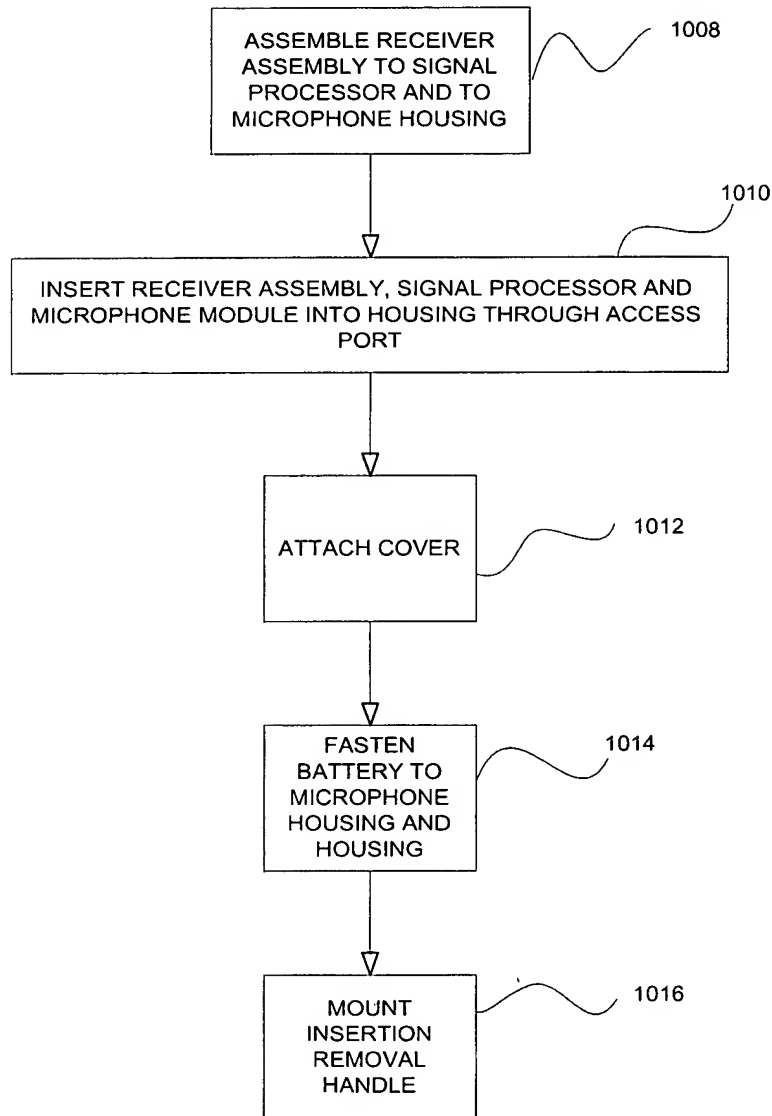 ASSEMBLE RECEIVER
ASSEMBLY TO SIGNAL
PROCESSOR AND TO
MICROPHONE HOUSING
1008
1010
INSERT RECEIVER ASSEMBLY, SIGNAL PROCESSOR AND
MICROPHONE MODULE INTO HOUSING THROUGH ACCESS
PORT
ATTACH COVER
1012
FASTEN
BATTERY TO
MICROPHONE
HOUSING AND
HOUSING
1014
MOUNT
INSERTION
REMOVAL
HANDLE
1016